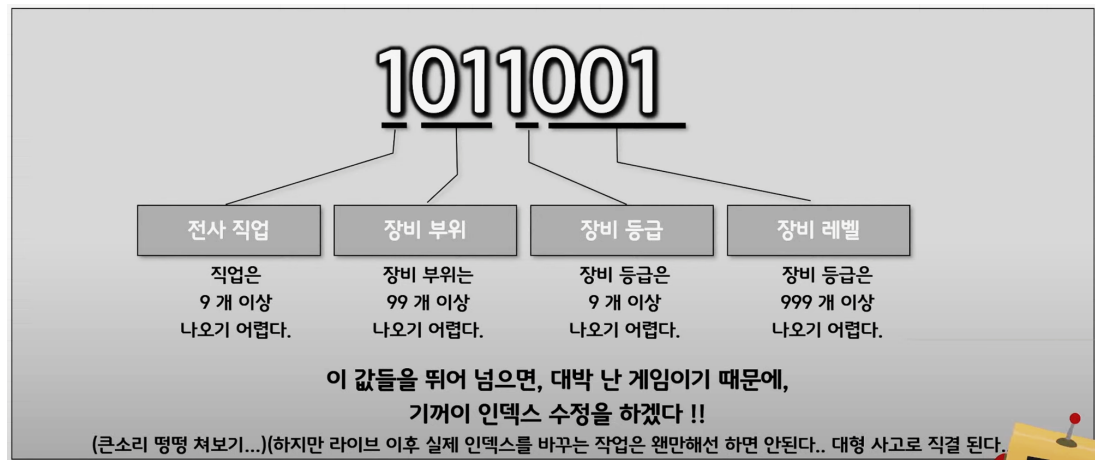 1011001
전사 직업
장비 부위
장비 등급
장비 레벨
직업은
9 개 이상
나오기 어렵다.
장비 부위는
99 개 이상
나오기 어렵다.
장비 등급은
9 개 이상
나오기 어렵다.
장비 등급은
999 개 이상
나오기 어렵다.
이 값들을 뛰어 넘으면, 대박 난 게임이기 때문에,
기꺼이 인덱스 수정을 하겠다 !!
(큰소리 떵떵 쳐보기...)(하지만 라이브 이후 실제 인덱스를 바꾸는 작업은 왠만해선 하면 안된다.. 대형 사고로 직결 된다.